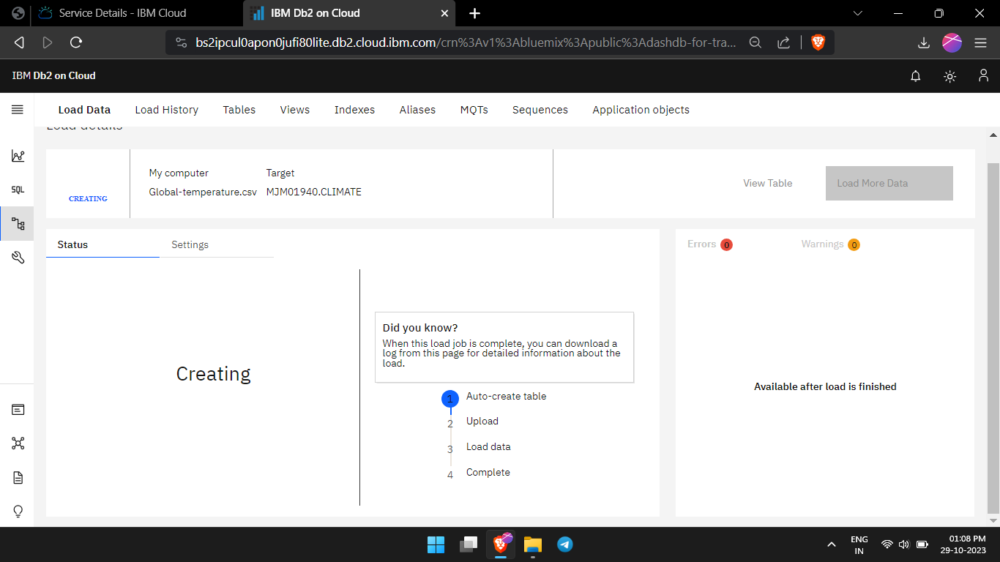 Service Details - IBM Cloud
IBM Db2 on Cloud
bs2ipcul0apon0jufi80lite.db2.cloud.ibm.com/crn%3Av1%3Abluemix%3Apublic%3Adashdb-for-tra...
IBM Db2 on Cloud
Load Data Load History Tables Views Indexes Aliases MQTs Sequences Application objects
Load details
SQL
My computer Target
Global-temperature.csv MJM01940.CLIMATE
CREATING
View Table Load More Data
Status Settings
Errors 0 Warnings 0
Creating
Did you know?
When this load job is complete, you can download a
log from this page for detailed information about the
load.
1 Auto-create table
2 Upload
3 Load data
4 Complete
Available after load is finished
ENG
IN
01:08 PM
29-10-2023